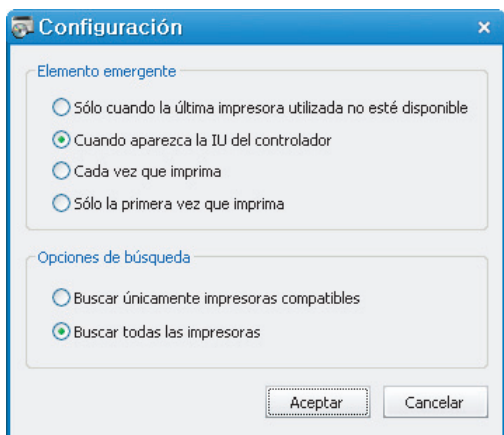 Configuración
Elemento emergente
Sólo cuando la última impresora utilizada no esté disponible
Cuando aparezca la IU del controlador
Cada vez que imprima
Sólo la primera vez que imprima
Opciones de búsqueda
Buscar únicamente impresoras compatibles
Buscar todas las impresoras
Aceptar Cancelar